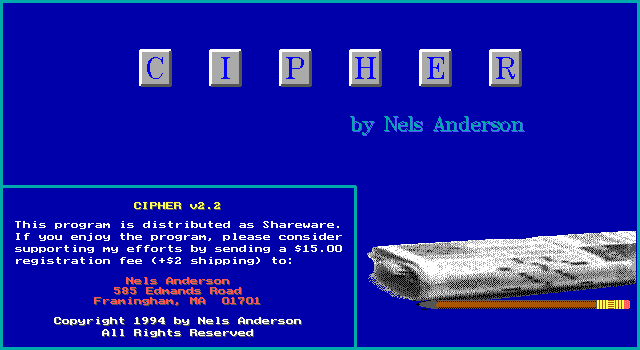 C I P H E R
by Nels Anderson
CIPHER v2.2
This program is distributed as Shareware.
If you enjoy the program, please consider
supporting my efforts by sending a $15.00
registration fee (+$2 shipping) to:
Nels Anderson
585 Edmands Road
Framingham, MA  01701
Copyright 1994 by Nels Anderson
All Rights Reserved